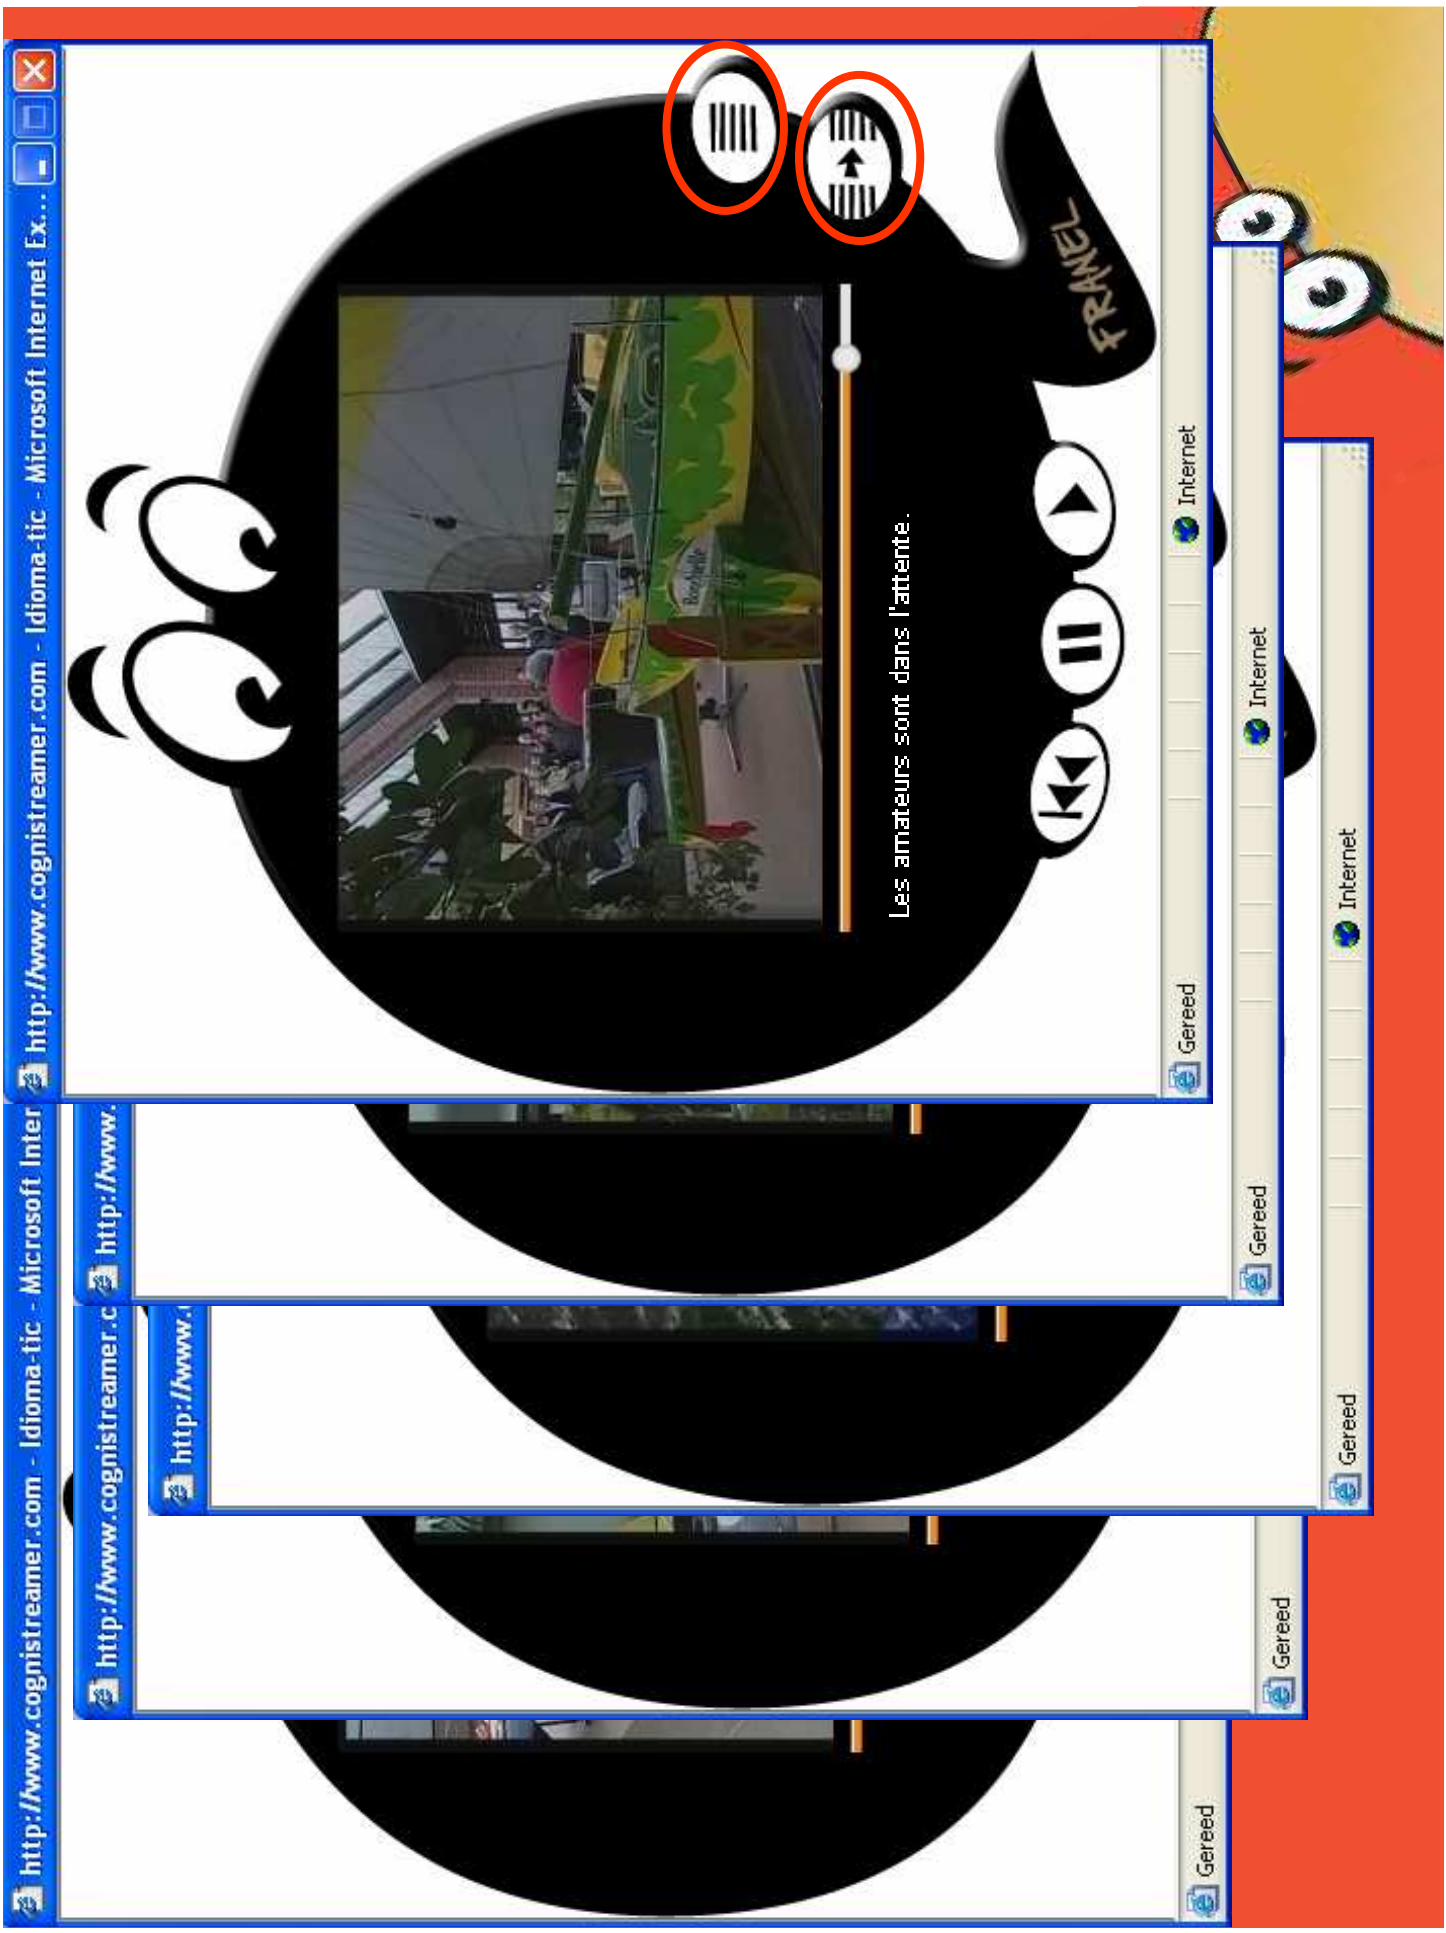 http://www.cognistreamer.com - Idioma-tic - Microsoft Internet Ex...
FRANEL
Les amateurs sont dans l'attente.
Gereed
Internet
http://www.
Gereed
Internet
http://www.c
Gereed
Internet
http://www.cognistreamer.c
Gereed
http://www.cognistreamer.com - Idioma-tic - Microsoft Inter
Gereed